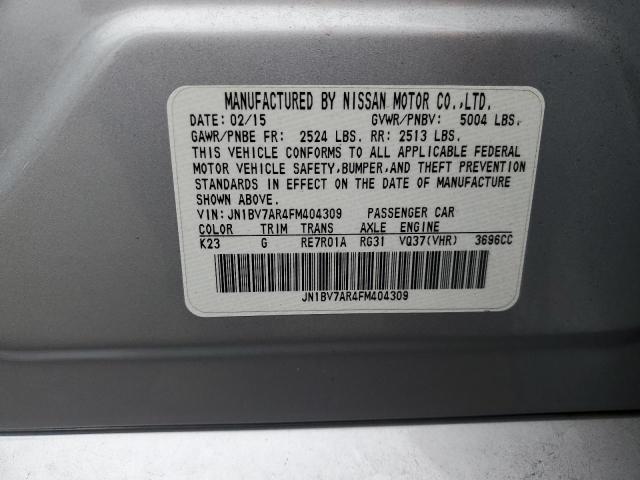 MANUFACTURED BY NISSAN MOTOR CO.,LTD.
DATE: 02/15 GVWR/PNBV: 5004 LBS.
GAWR/PNBE FR: 2524 LBS. RR: 2513 LBS.
THIS VEHICLE CONFORMS TO ALL APPLICABLE FEDERAL
MOTOR VEHICLE SAFETY,BUMPER,AND THEFT PREVENTION
STANDARDS IN EFFECT ON THE DATE OF MANUFACTURE
SHOWN ABOVE.
VIN: JN1BV7AR4FM404309 PASSENGER CAR
COLOR TRIM TRANS AXLE ENGINE
K23 G RE7R01A RG31 VQ37(VHR) 3696CC
JN1BV7AR4FM404309